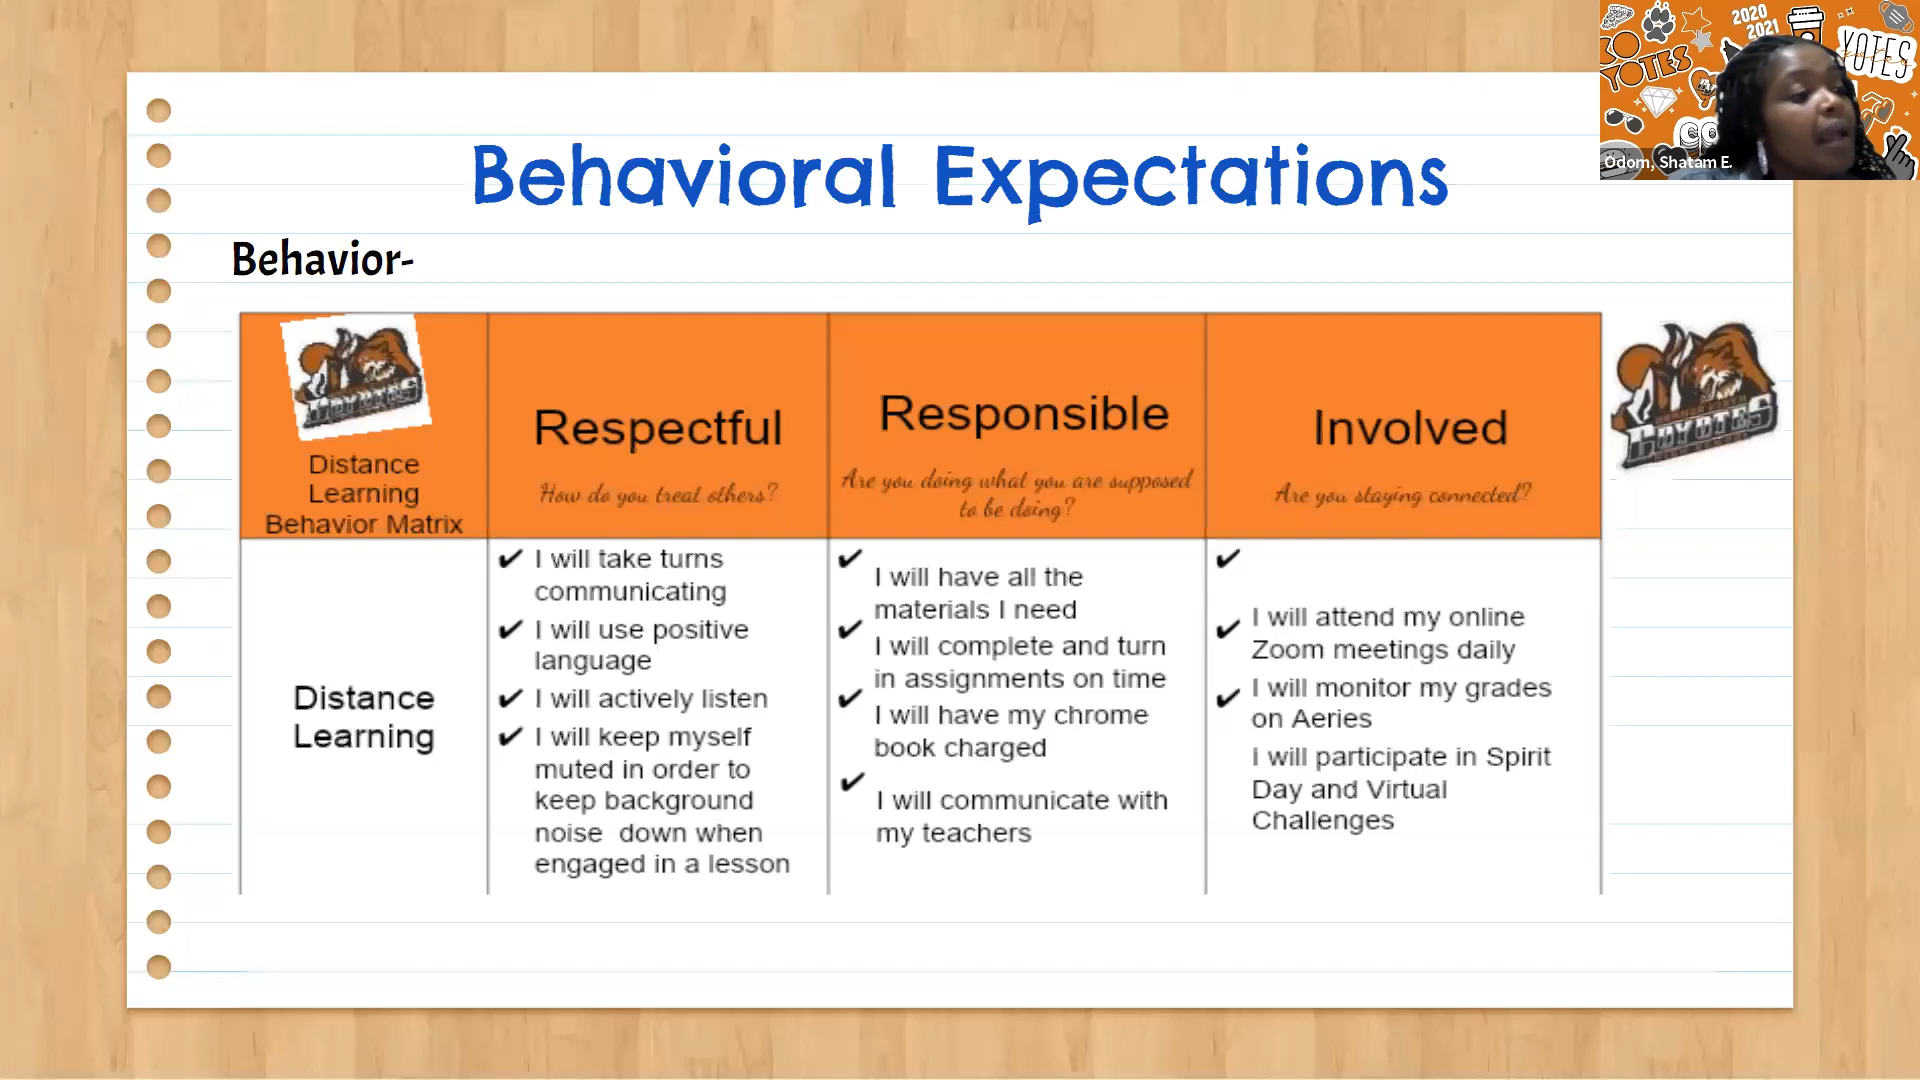 2020
2021
YOTES
YOTES
Odom, Shatam E.
Behavioral Expectations
Behavior-
COYOTES
Distance
Learning
Behavior Matrix
Respectful
How do you treat others?
Responsible
Are you doing what you are supposed
to be doing?
Involved
Are you staying connected?
COYOTES
Distance
Learning
✔ I will take turns
communicating
✔ I will use positive
language
✔ I will actively listen
✔ I will keep myself
muted in order to
keep background
noise down when
engaged in a lesson
✔ I will have all the
materials I need
✔ I will complete and turn
in assignments on time
✔ I will have my chrome
book charged
✔ I will communicate with
my teachers
✔ I will attend my online
Zoom meetings daily
✔ I will monitor my grades
on Aeries
✔ I will participate in Spirit
Day and Virtual
Challenges